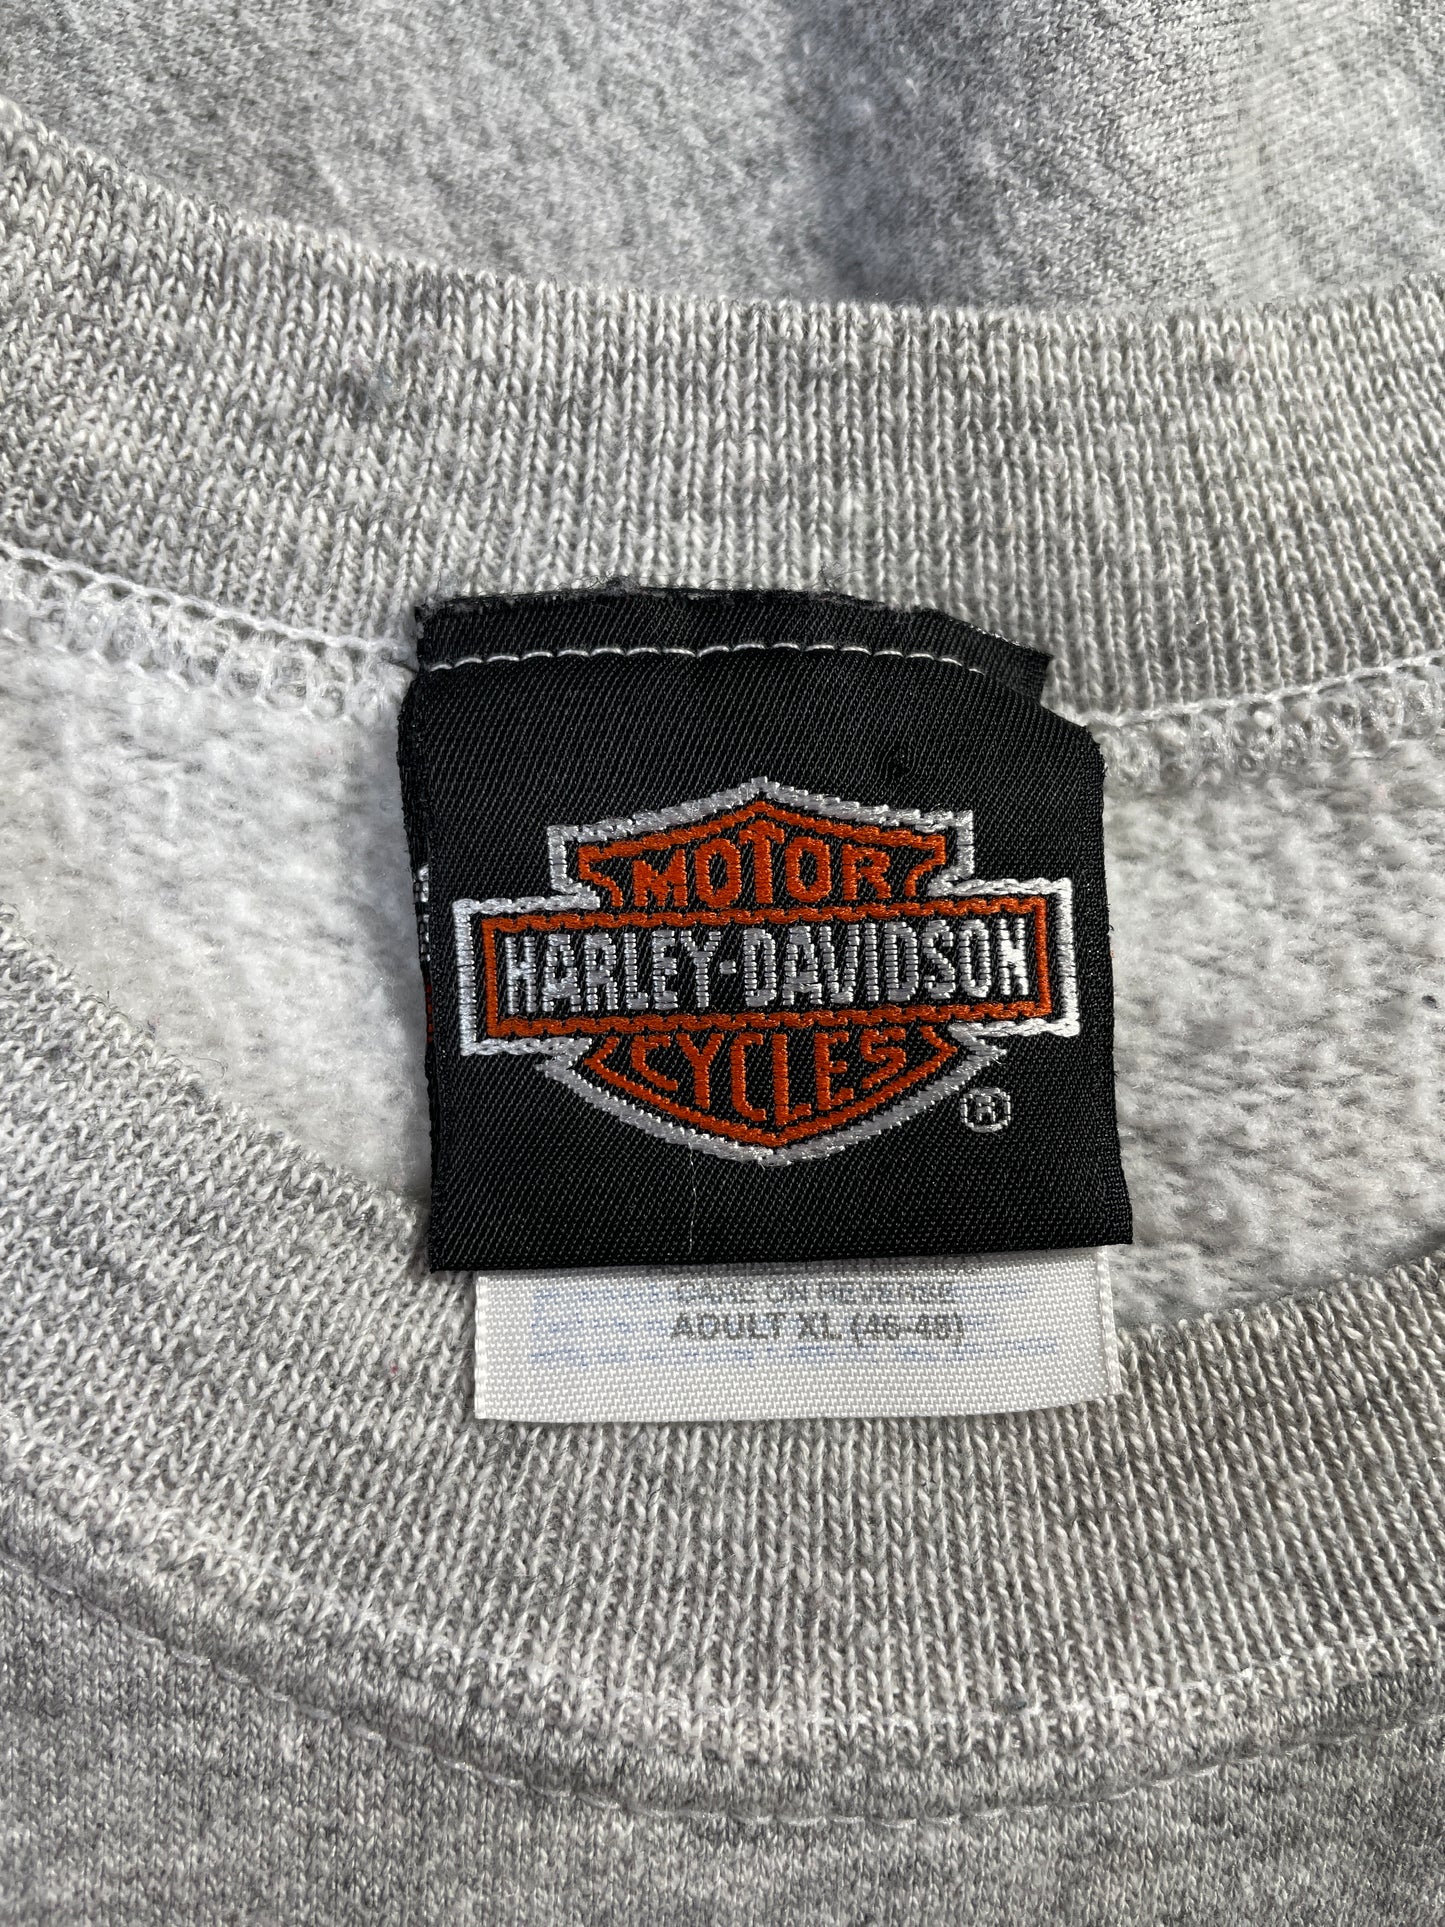 MOTOR
HARLEY-DAVIDSON
CYCLES
®
CARE ON REVERSE
ADULT XL (46-48)